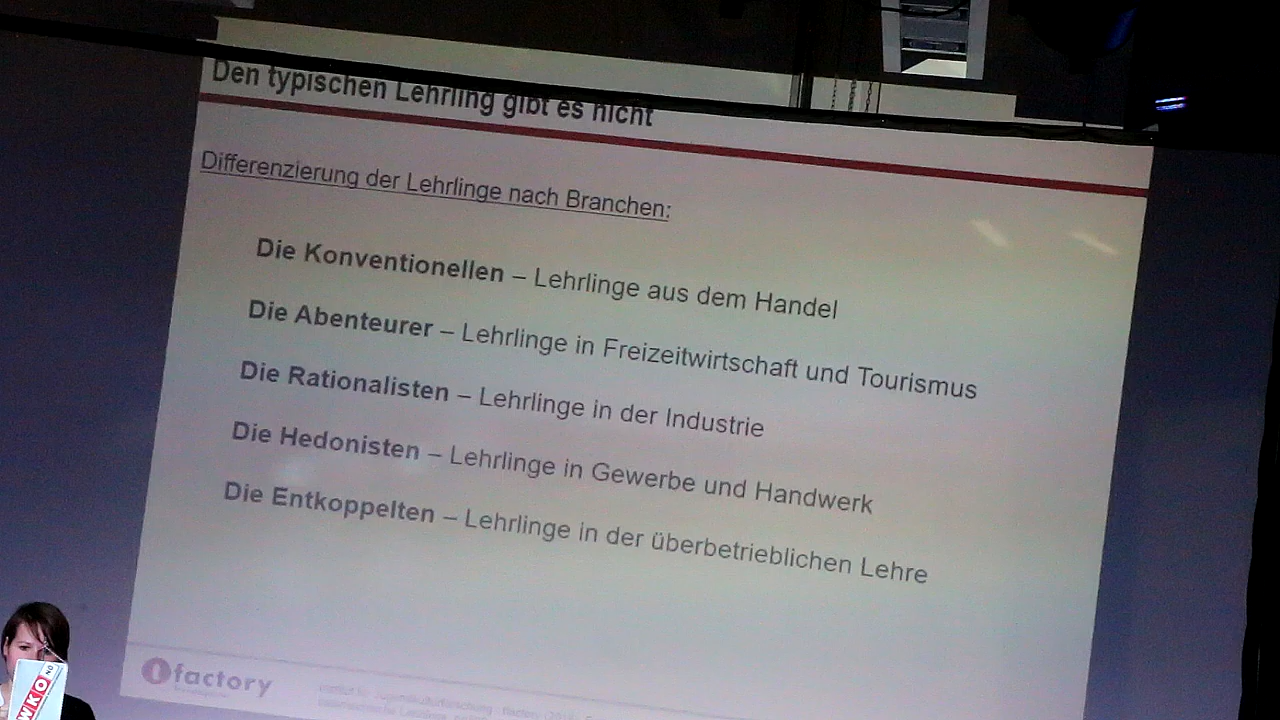 Den typischen Lehrling gibt es nicht
Differenzierung der Lehrlinge nach Branchen:
Die Konventionellen – Lehrlinge aus dem Handel
Die Abenteurer – Lehrlinge in Freizeitwirtschaft und Tourismus
Die Rationalisten – Lehrlinge in der Industrie
Die Hedonisten – Lehrlinge in Gewerbe und Handwerk
Die Entkoppelten – Lehrlinge in der überbetrieblichen Lehre
t factory
WKO NÖ